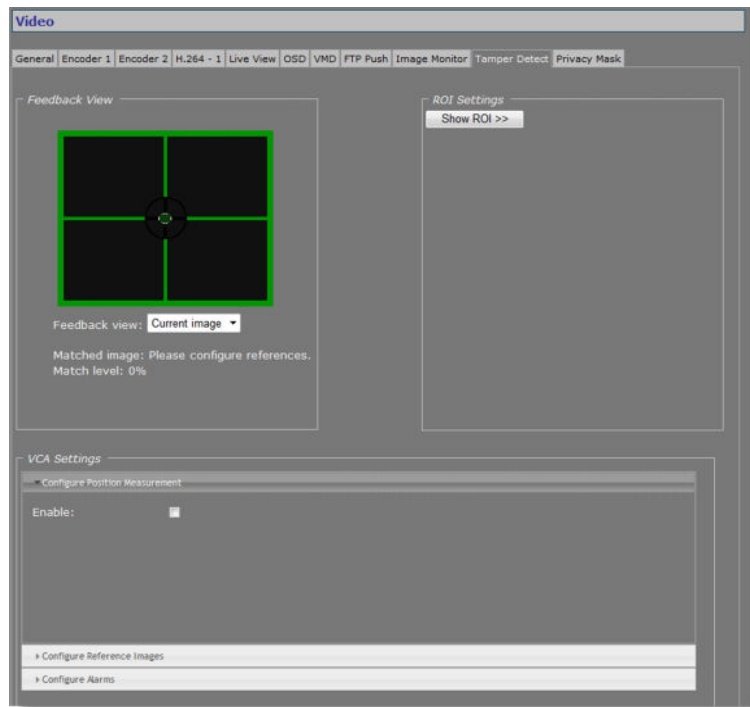 Video
General Encoder 1 Encoder 2 H.264 - 1 Live View OSD VMD FTP Push Image Monitor Tamper Detect Privacy Mask
Feedback View
ROI Settings
Show ROI >>
Feedback view: Current image
Matched image: Please configure references.
Match level: 0%
VCA Settings
Configure Position Measurement
Enable:
Configure Reference Images
Configure Alarms